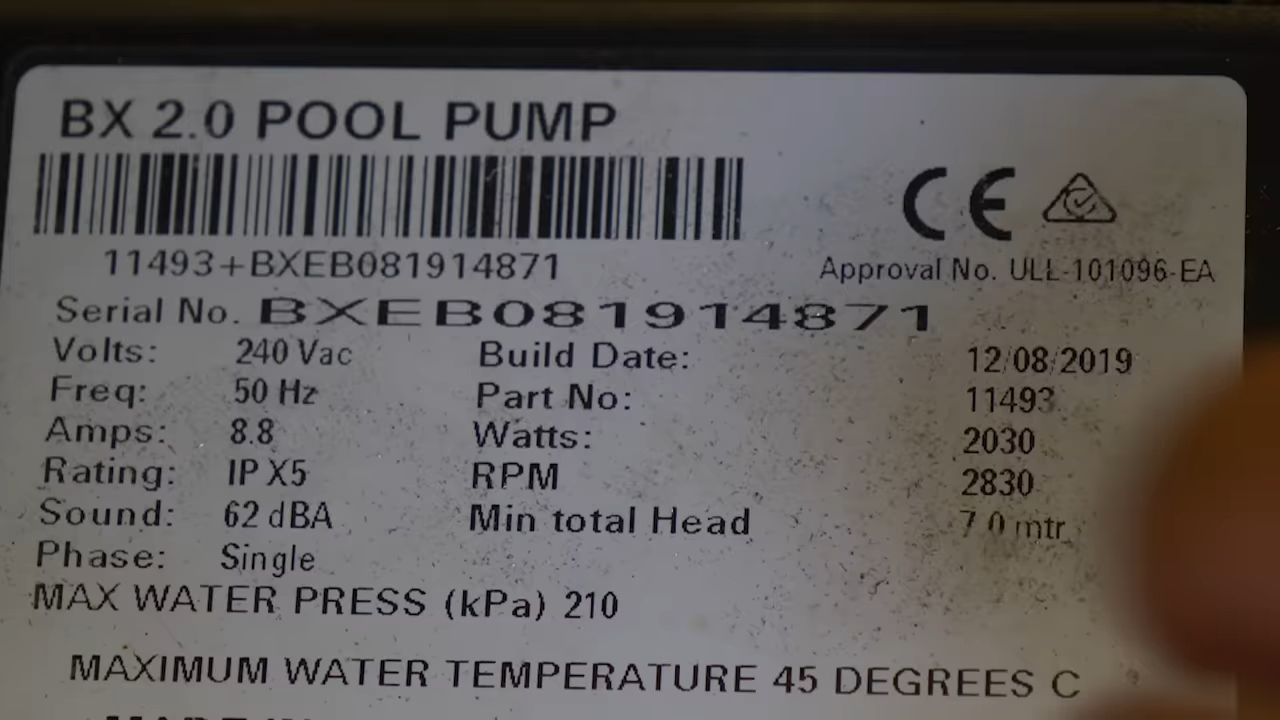 BX 2.0 POOL PUMP
CE
11493+BXEB081914871
Approval No. ULL-101096-EA
Serial No. BXEB081914871
Volts: 240 Vac Build Date: 12/08/2019
Freq: 50 Hz Part No: 11493
Amps: 8.8 Watts: 2030
Rating: IP X5 RPM 2830
Sound: 62 dBA Min total Head 7.0 mtr
Phase: Single
MAX WATER PRESS (kPa) 210
MAXIMUM WATER TEMPERATURE 45 DEGREES C